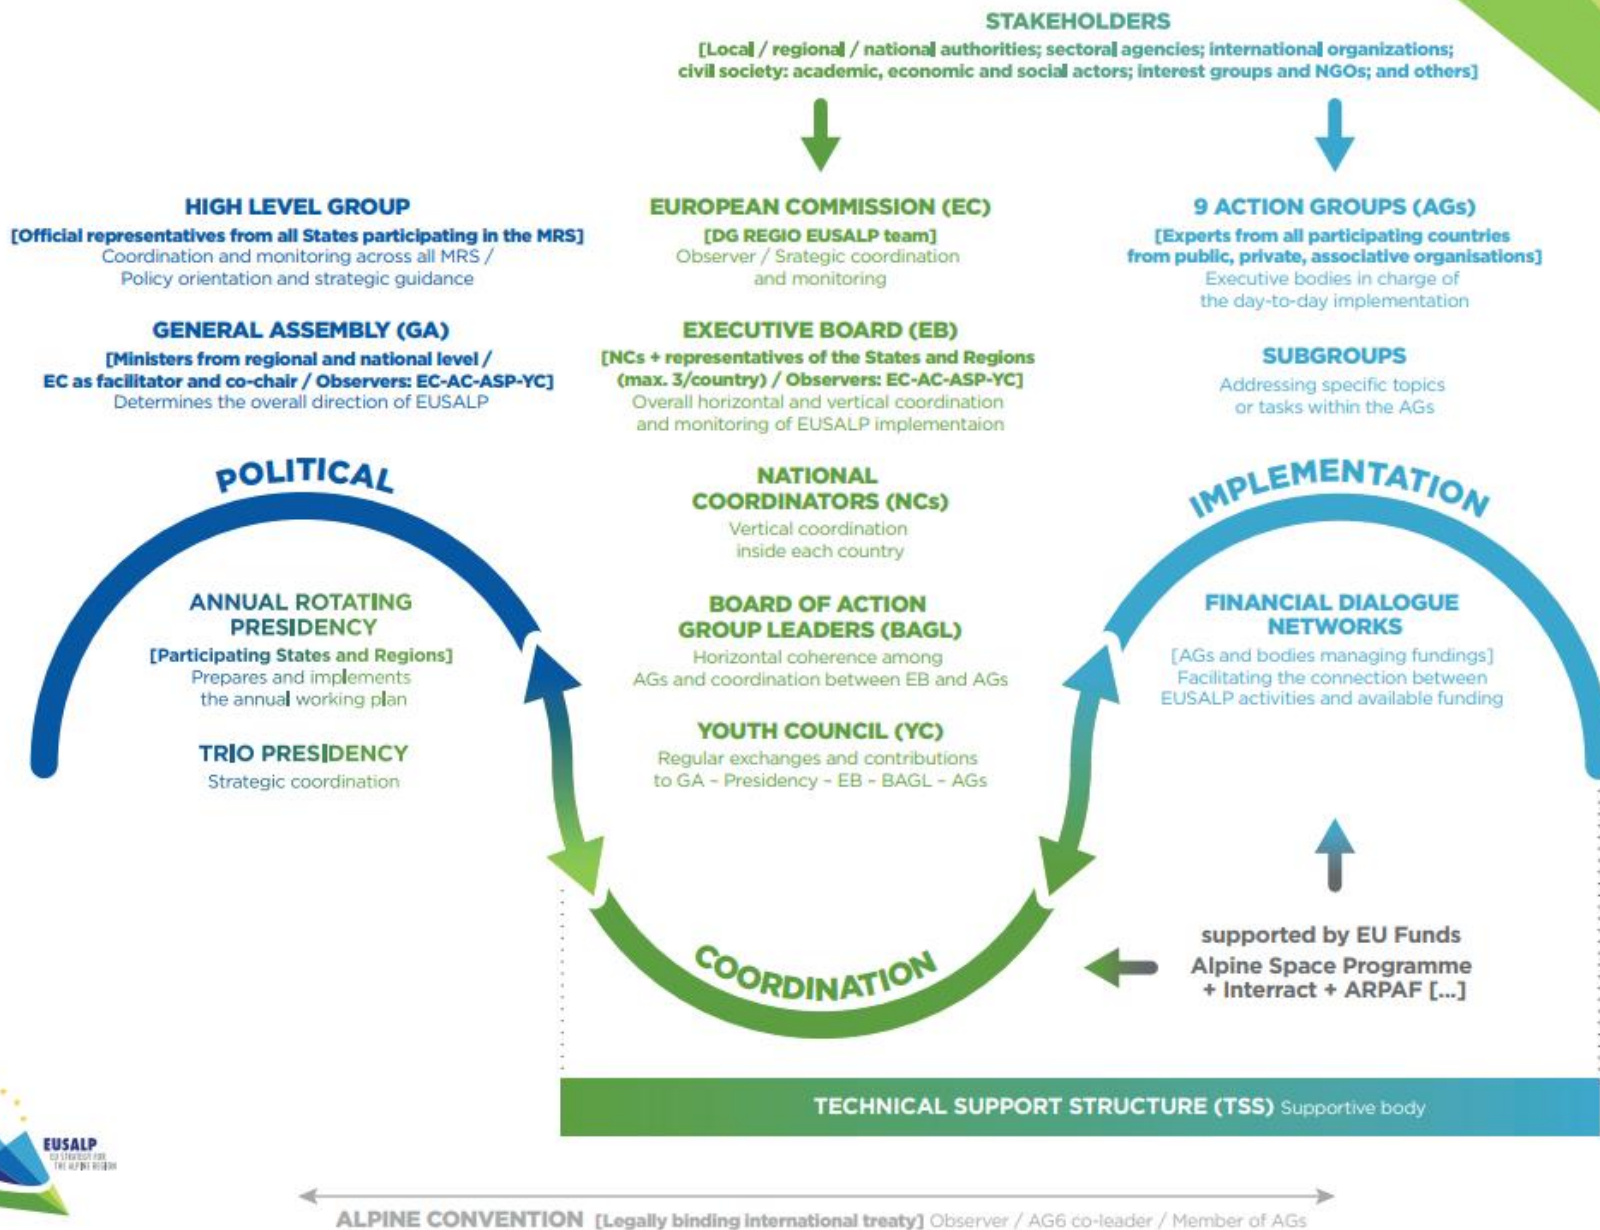 STAKEHOLDERS
[Local / regional / national authorities; sectoral agencies; international organizations;
civil society: academic, economic and social actors; interest groups and NGOs; and others]
HIGH LEVEL GROUP
[Official representatives from all States participating in the MRS]
Coordination and monitoring across all MRS /
Policy orientation and strategic guidance
GENERAL ASSEMBLY (GA)
[Ministers from regional and national level /
EC as facilitator and co-chair / Observers: EC-AC-ASP-YC]
Determines the overall direction of EUSALP
POLITICAL
ANNUAL ROTATING
PRESIDENCY
[Participating States and Regions]
Prepares and implements
the annual working plan
TRIO PRESIDENCY
Strategic coordination
EUROPEAN COMMISSION (EC)
[DG REGIO EUSALP team]
Observer / Srategic coordination
and monitoring
EXECUTIVE BOARD (EB)
[NCs + representatives of the States and Regions
(max. 3/country) / Observers: EC-AC-ASP-YC]
Overall horizontal and vertical coordination
and monitoring of EUSALP implementaion
NATIONAL
COORDINATORS (NCs)
Vertical coordination
inside each country
BOARD OF ACTION
GROUP LEADERS (BAGL)
Horizontal coherence among
AGs and coordination between EB and AGs
YOUTH COUNCIL (YC)
Regular exchanges and contributions
to GA - Presidency - EB - BAGL - AGs
COORDINATION
9 ACTION GROUPS (AGs)
[Experts from all participating countries
from public, private, associative organisations]
Executive bodies in charge of
the day-to-day implementation
SUBGROUPS
Addressing specific topics
or tasks within the AGs
IMPLEMENTATION
FINANCIAL DIALOGUE
NETWORKS
[AGs and bodies managing fundings]
Facilitating the connection between
EUSALP activities and available funding
supported by EU Funds
Alpine Space Programme
+ Interract + ARPAF [...]
TECHNICAL SUPPORT STRUCTURE (TSS) Supportive body
EUSALP
EU STRATEGY FOR
THE ALPINE REGION
ALPINE CONVENTION [Legally binding international treaty] Observer / AG6 co-leader / Member of AGs